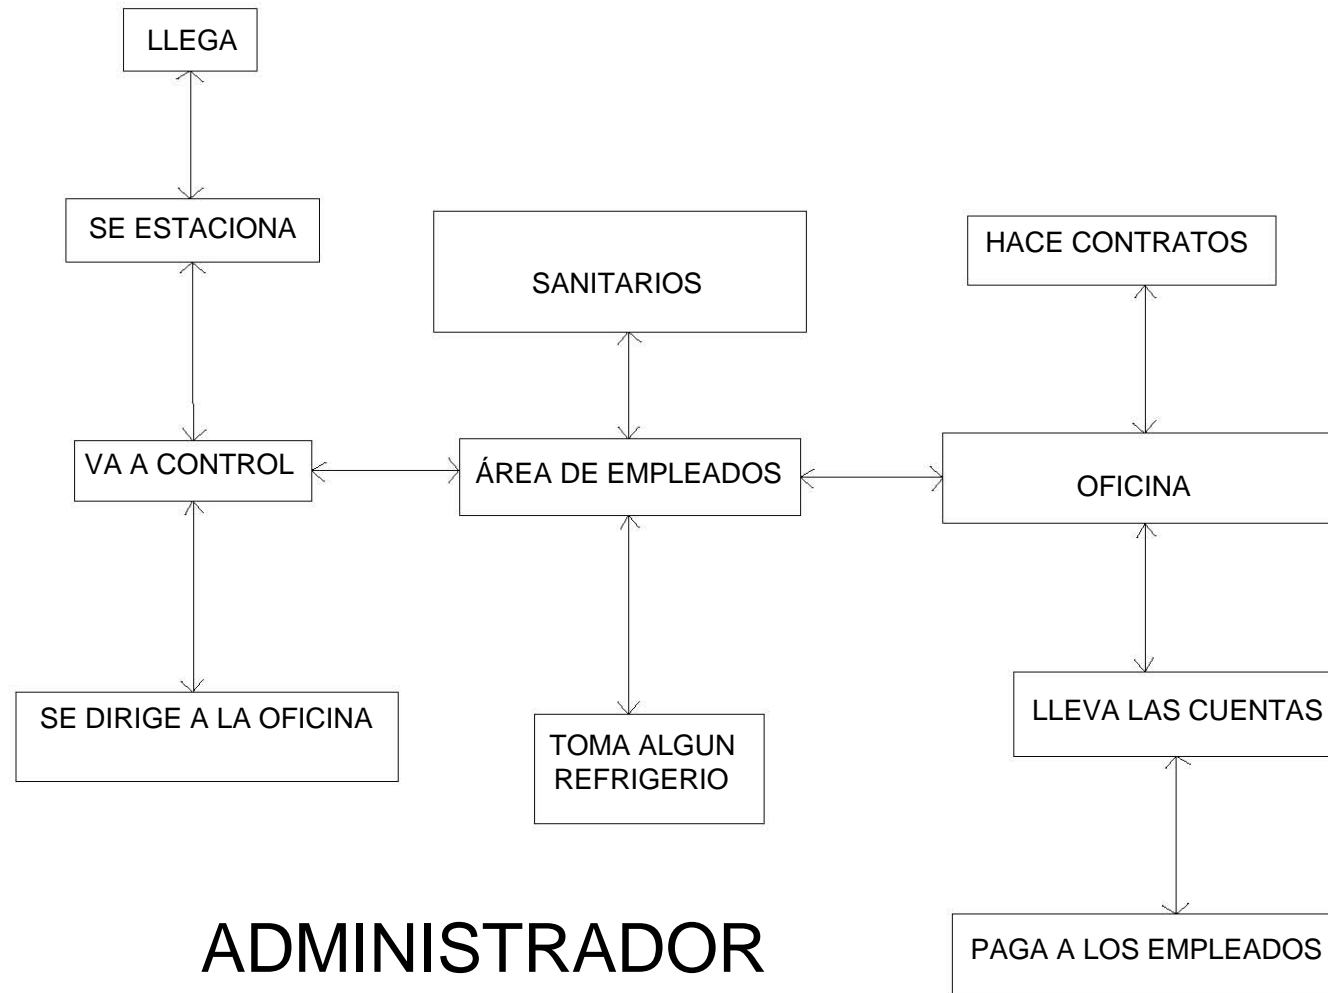 LLEGA
SE ESTACIONA
SANITARIOS
HACE CONTRATOS
VA A CONTROL
ÁREA DE EMPLEADOS
OFICINA
SE DIRIGE A LA OFICINA
TOMA ALGUN
REFRIGERIO
LLEVA LAS CUENTAS
PAGA A LOS EMPLEADOS
ADMINISTRADOR